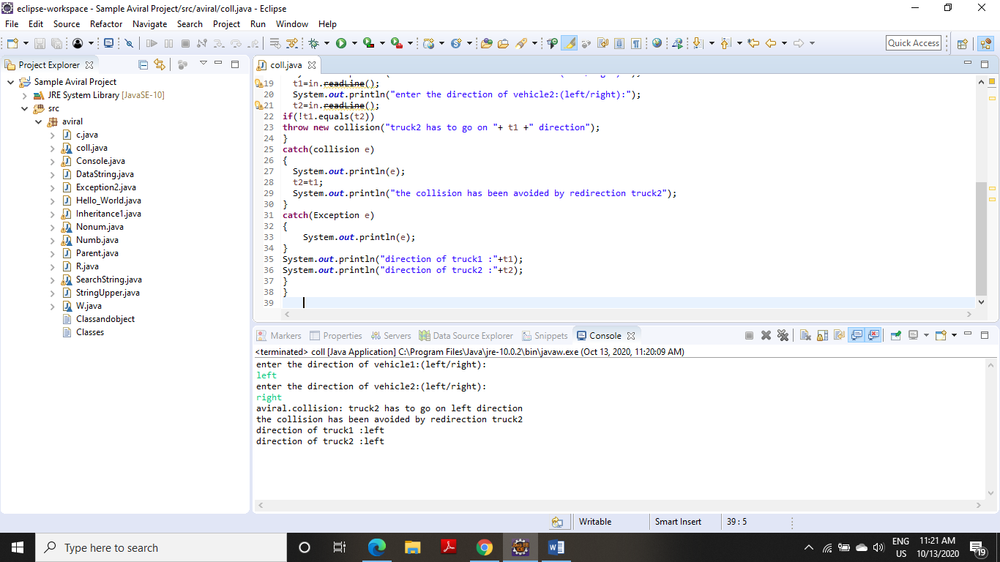 eclipse-workspace - Sample Aviral Project/src/aviral/coll.java - Eclipse
File Edit Source Refactor Navigate Search Project Run Window Help
Quick Access
Project Explorer
Sample Aviral Project
JRE System Library [JavaSE-10]
src
aviral
c.java
coll.java
Console.java
DataString.java
Exception2.java
Hello_World.java
Inheritance1.java
Nonum.java
Numb.java
Parent.java
R.java
SearchString.java
StringUpper.java
W.java
Classandobject
Classes
coll.java
19 t1=in.readLine();
20 System.out.println("enter the direction of vehicle2:(left/right):");
21 t2=in.readLine();
22 if(!t1.equals(t2))
23 throw new collision("truck2 has to go on "+ t1 +" direction");
24 }
25 catch(collision e)
26 {
27 System.out.println(e);
28 t2=t1;
29 System.out.println("the collision has been avoided by redirection truck2");
30 }
31 catch(Exception e)
32 {
33 System.out.println(e);
34 }
35 System.out.println("direction of truck1 :"+t1);
36 System.out.println("direction of truck2 :"+t2);
37 }
38 }
39
Markers Properties Servers Data Source Explorer Snippets Console
<terminated> coll [Java Application] C:\Program Files\Java\jre-10.0.2\bin\javaw.exe (Oct 13, 2020, 11:20:09 AM)
enter the direction of vehicle1:(left/right):
left
enter the direction of vehicle2:(left/right):
right
aviral.collision: truck2 has to go on left direction
the collision has been avoided by redirection truck2
direction of truck1 :left
direction of truck2 :left
Writable Smart Insert 39 : 5
Type here to search
ENG
US
11:21 AM
10/13/2020
19